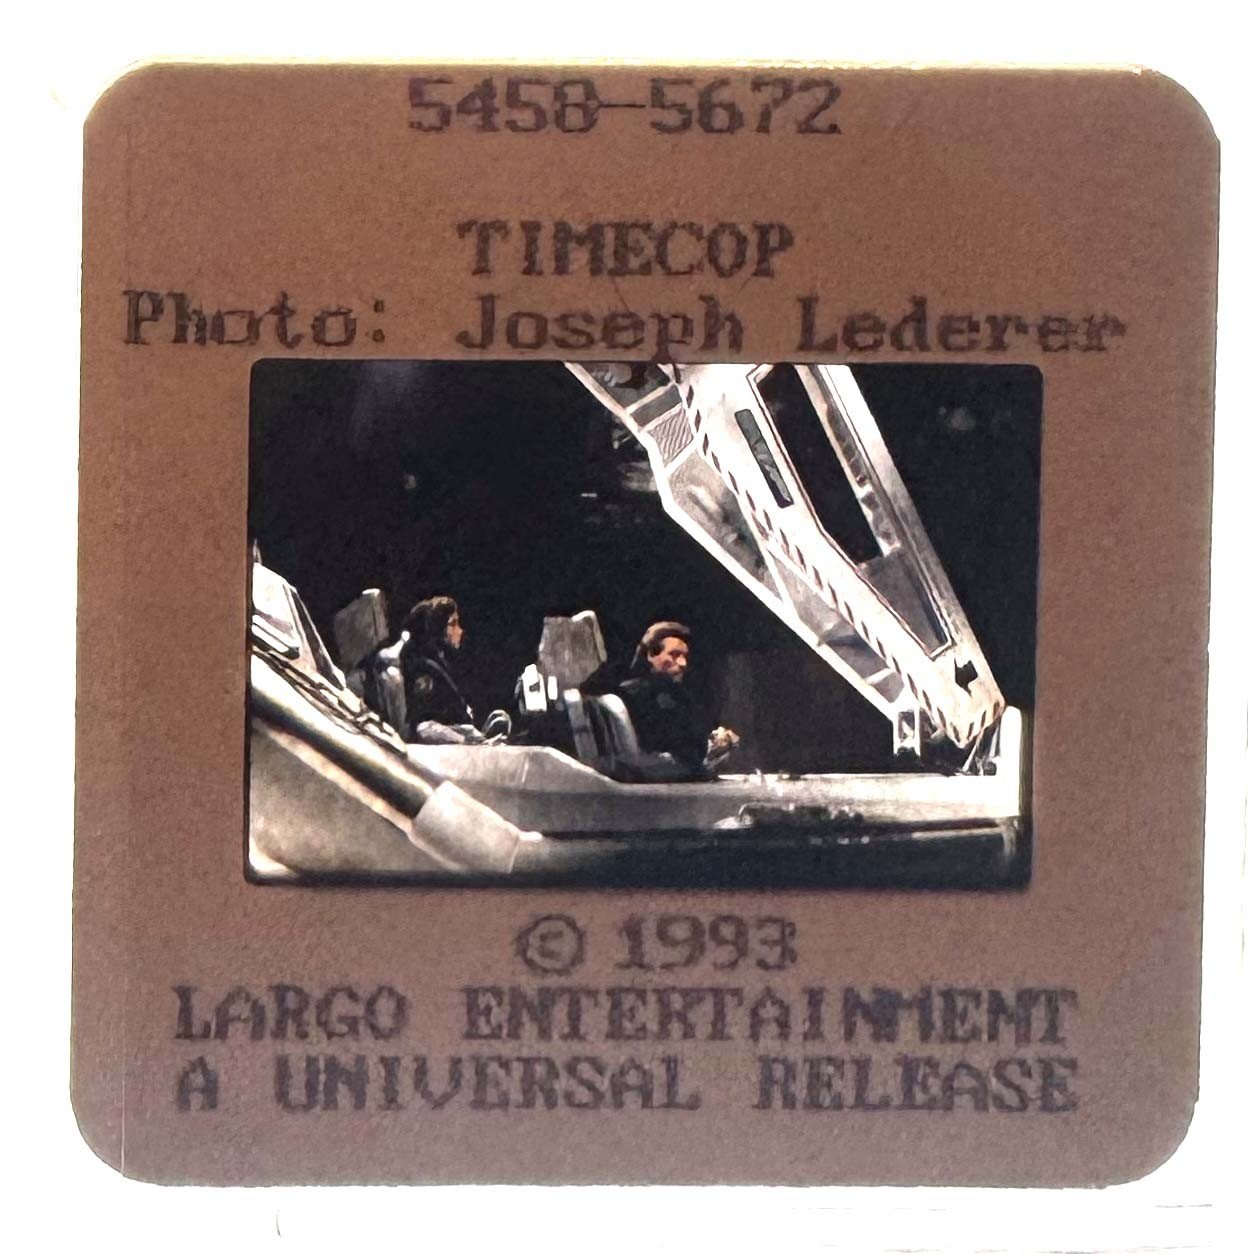 5458-5672
TIMECOP
Photo: Joseph Lederer
© 1993
LARGO ENTERTAINMENT
A UNIVERSAL RELEASE